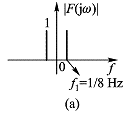 |F(jω)|
1
0
f
f₁=1/8 Hz
(a)